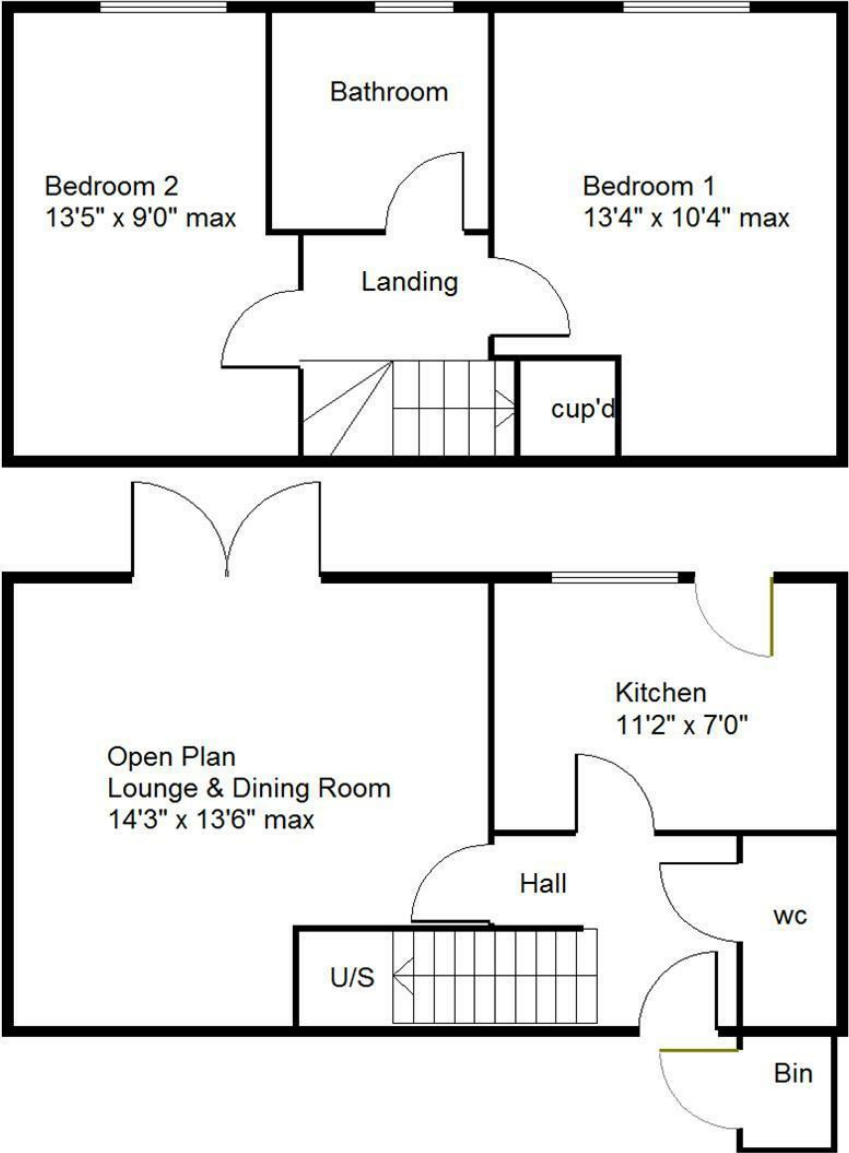 Bathroom
Bedroom 2
13'5" x 9'0" max
Bedroom 1
13'4" x 10'4" max
Landing
cup'd
Kitchen
11'2" x 7'0"
Open Plan
Lounge & Dining Room
14'3" x 13'6" max
Hall
wc
U/S
Bin